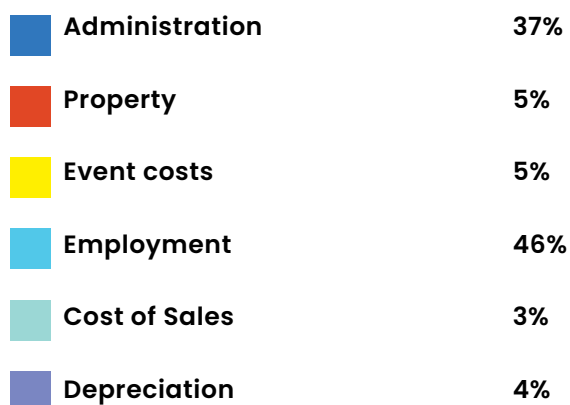 Administration 37%
Property 5%
Event costs 5%
Employment 46%
Cost of Sales 3%
Depreciation 4%